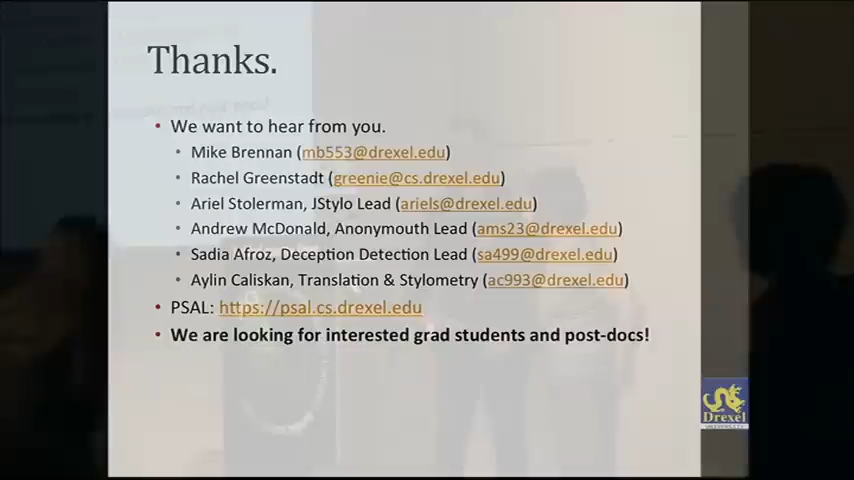 Thanks.
• We want to hear from you.
• Mike Brennan (mb553@drexel.edu)
• Rachel Greenstadt (greenie@cs.drexel.edu)
• Ariel Stolerman, JStylo Lead (ariels@drexel.edu)
• Andrew McDonald, Anonymouth Lead (ams23@drexel.edu)
• Sadia Afroz, Deception Detection Lead (sa499@drexel.edu)
• Aylin Caliskan, Translation & Stylometry (ac993@drexel.edu)
• PSAL: https://psal.cs.drexel.edu
• We are looking for interested grad students and post-docs!
Drexel
UNIVERSITY